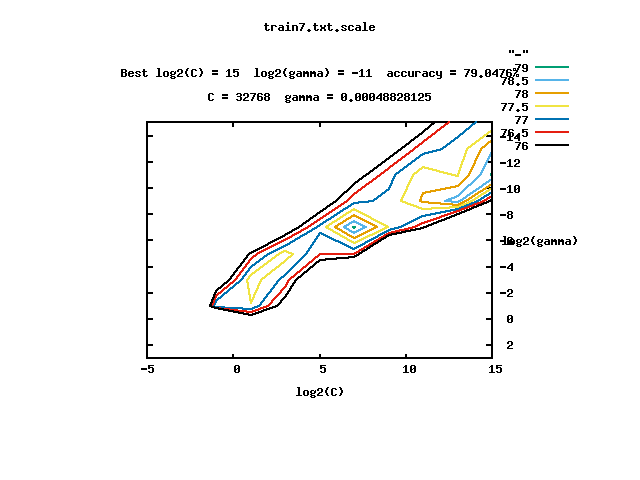 train7.txt.scale
"-"
Best log2(C) = 15 log2(gamma) = -11 accuracy = 79.0476%
C = 32768 gamma = 0.00048828125
79
78.5
78
77.5
77
76.5
76
-14
-12
-10
-8
-6
log2(gamma)
-4
-2
0
2
-5 0 5 10 15
log2(C)